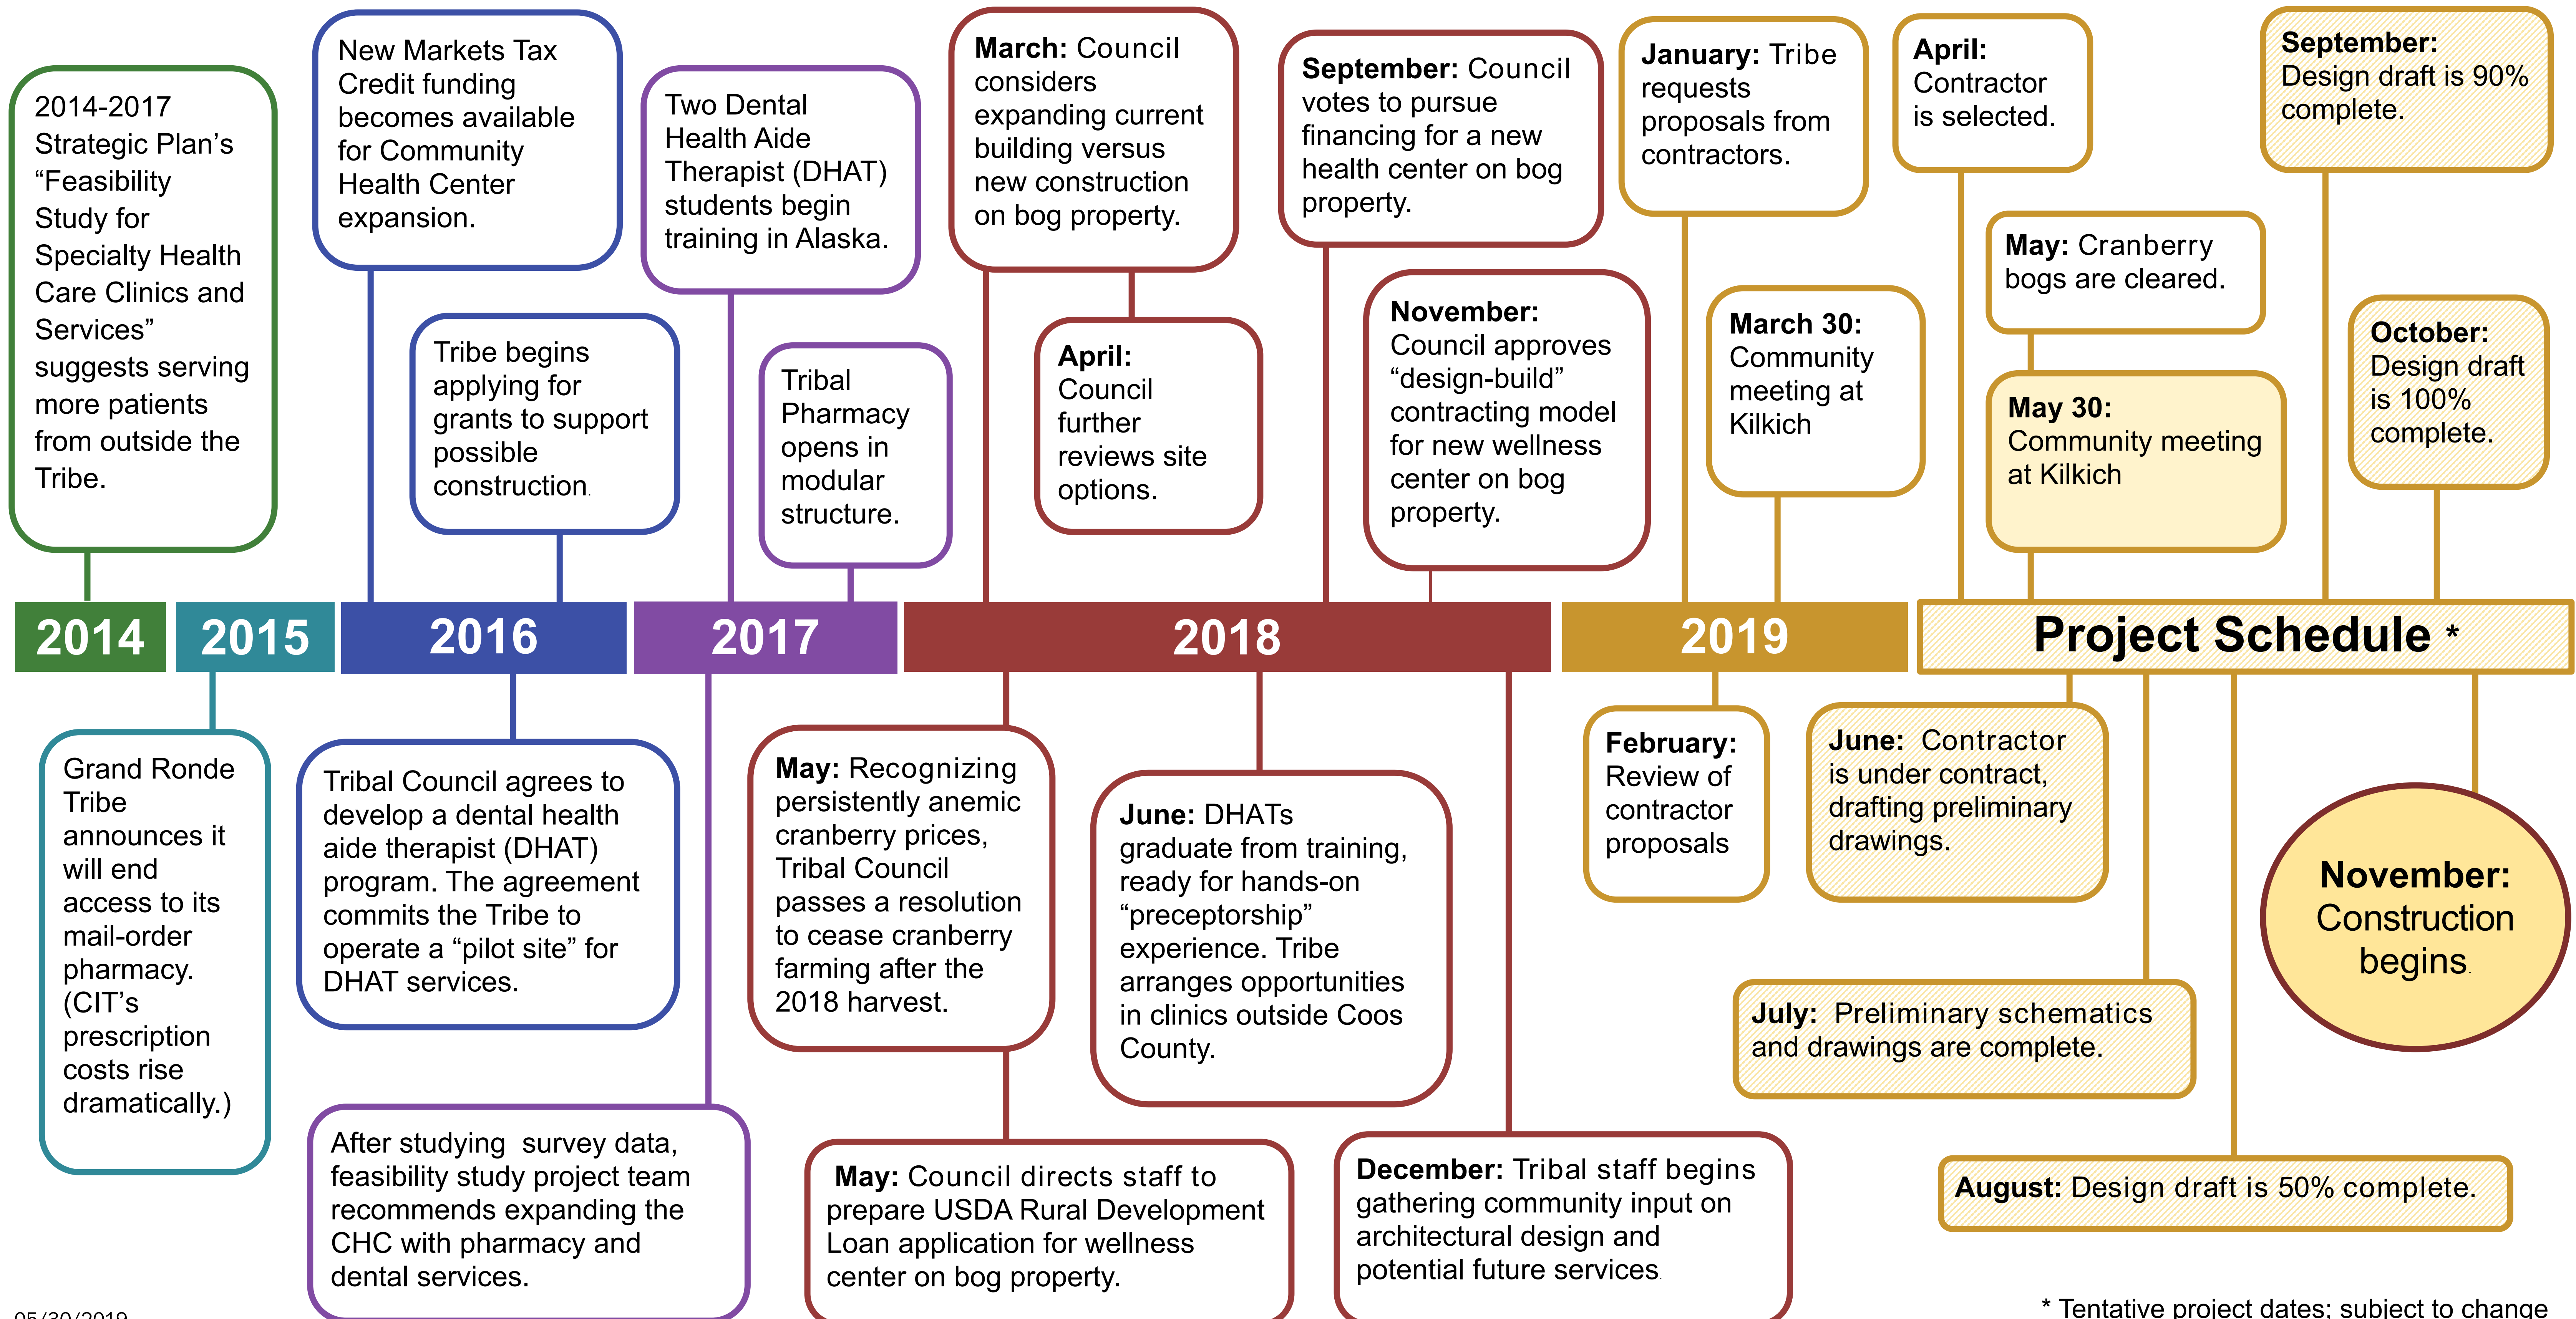 2014-2017
Strategic Plan’s
“Feasibility
Study for
Specialty Health
Care Clinics and
Services”
suggests serving
more patients
from outside the
Tribe.
New Markets Tax
Credit funding
becomes available
for Community
Health Center
expansion.
Tribe begins
applying for
grants to support
possible
construction.
Two Dental
Health Aide
Therapist (DHAT)
students begin
training in Alaska.
Tribal
Pharmacy
opens in
modular
structure.
March: Council
considers
expanding current
building versus
new construction
on bog property.
April:
Council
further
reviews site
options.
September: Council
votes to pursue
financing for a new
health center on bog
property.
November:
Council approves
“design-build”
contracting model
for new wellness
center on bog
property.
January: Tribe
requests
proposals from
contractors.
March 30:
Community
meeting at
Kilkich
April:
Contractor
is selected.
May: Cranberry
bogs are cleared.
May 30:
Community meeting
at Kilkich
September:
Design draft is 90%
complete.
October:
Design draft
is 100%
complete.
2014
2015
2016
2017
2018
2019
Project Schedule *
Grand Ronde
Tribe
announces it
will end
access to its
mail-order
pharmacy.
(CIT’s
prescription
costs rise
dramatically.)
Tribal Council agrees to
develop a dental health
aide therapist (DHAT)
program. The agreement
commits the Tribe to
operate a “pilot site” for
DHAT services.
After studying survey data,
feasibility study project team
recommends expanding the
CHC with pharmacy and
dental services.
May: Recognizing
persistently anemic
cranberry prices,
Tribal Council
passes a resolution
to cease cranberry
farming after the
2018 harvest.
May: Council directs staff to
prepare USDA Rural Development
Loan application for wellness
center on bog property.
June: DHATs
graduate from training,
ready for hands-on
“preceptorship”
experience. Tribe
arranges opportunities
in clinics outside Coos
County.
December: Tribal staff begins
gathering community input on
architectural design and
potential future services.
February:
Review of
contractor
proposals
June: Contractor
is under contract,
drafting preliminary
drawings.
July: Preliminary schematics
and drawings are complete.
August: Design draft is 50% complete.
November:
Construction
begins.
05/30/2019
* Tentative project dates; subject to change